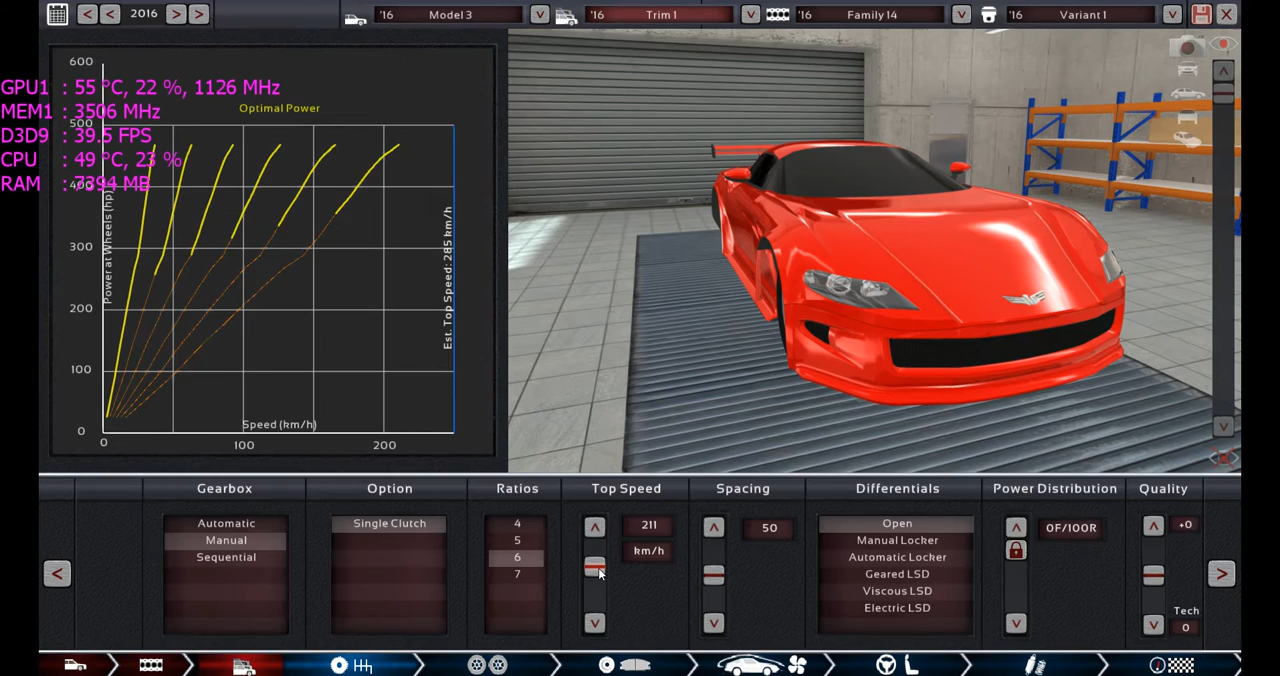 2016
'16 Model 3
'16 Trim 1
'16 Family 14
'16 Variant 1
GPU1 : 55 °C, 22 %, 1126 MHz
MEM1 : 3506 MHz
D3D9 : 39.5 FPS
CPU : 49 °C, 23 %
RAM : 7394 MB
Optimal Power
600
500
400
300
200
100
0
Power at Wheels (hp)
Est. Top Speed: 285 km/h
Speed (km/h)
0 100 200
Gearbox Option Ratios Top Speed Spacing Differentials Power Distribution Quality
Automatic
Manual
Sequential
Single Clutch
4
5
6
7
211
km/h
50
Open
Manual Locker
Automatic Locker
Geared LSD
Viscous LSD
Electric LSD
0F/100R
+0
Tech
0